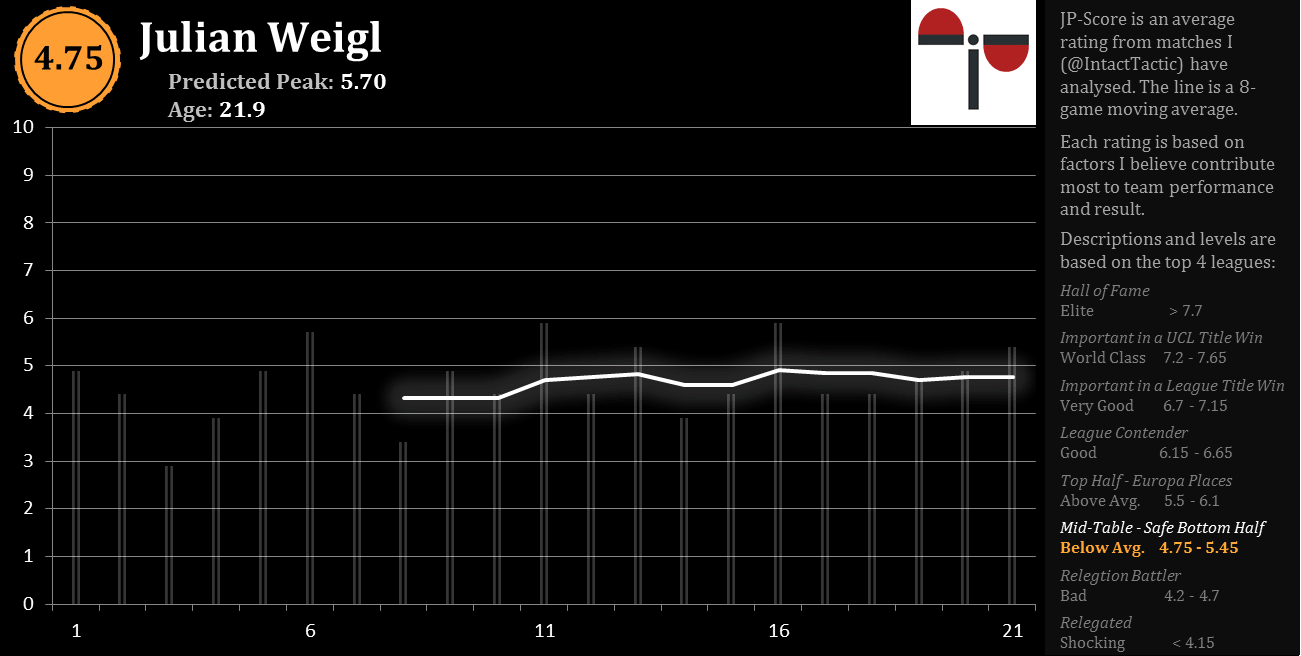 4.75
Julian Weigl
Predicted Peak: 5.70
Age: 21.9
10
9
8
7
6
5
4
3
2
1
0
1 6 11 16 21
JP-Score is an average
rating from matches I
(@IntactTactic) have
analysed. The line is a 8-
game moving average.
Each rating is based on
factors I believe contribute
most to team performance
and result.
Descriptions and levels are
based on the top 4 leagues:
Hall of Fame
Elite > 7.7
Important in a UCL Title Win
World Class 7.2 - 7.65
Important in a League Title Win
Very Good 6.7 - 7.15
League Contender
Good 6.15 - 6.65
Top Half - Europa Places
Above Avg. 5.5 - 6.1
Mid-Table - Safe Bottom Half
Below Avg. 4.75 - 5.45
Relegtion Battler
Bad 4.2 - 4.7
Relegated
Shocking < 4.15